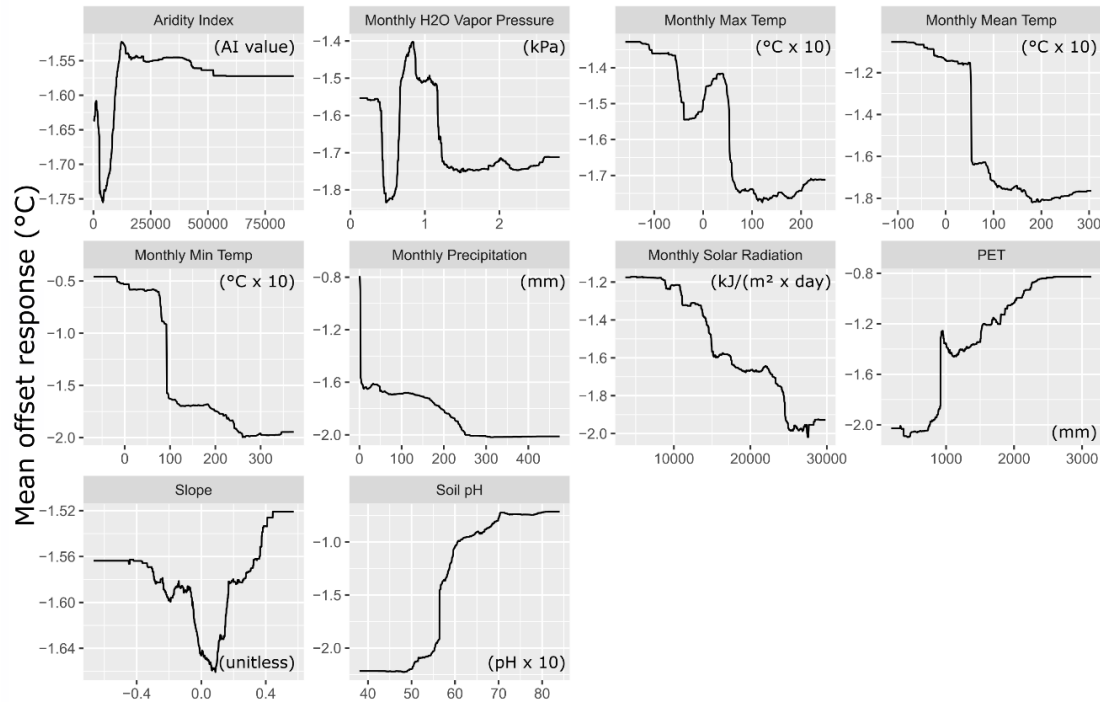 Mean offset response (°C)
Aridity Index
(AI value)
−1.55
−1.60
−1.65
−1.70
−1.75
0 25000 50000 75000
Monthly H2O Vapor Pressure
(kPa)
−1.4
−1.5
−1.6
−1.7
−1.8
0 1 2
Monthly Max Temp
(°C x 10)
−1.4
−1.5
−1.6
−1.7
−100 0 100 200
Monthly Mean Temp
(°C x 10)
−1.2
−1.4
−1.6
−1.8
−100 0 100 200 300
Monthly Min Temp
(°C x 10)
−0.5
−1.0
−1.5
−2.0
0 100 200 300
Monthly Precipitation
(mm)
−0.8
−1.2
−1.6
−2.0
0 100 200 300 400
Monthly Solar Radiation
(kJ/(m² x day)
−1.2
−1.4
−1.6
−1.8
−2.0
10000 20000 30000
PET
−0.8
−1.2
−1.6
−2.0
(mm)
1000 2000 3000
Slope
−1.52
−1.56
−1.60
−1.64
(unitless)
−0.4 0.0 0.4
Soil pH
−1.0
−1.5
−2.0
(pH x 10)
40 50 60 70 80